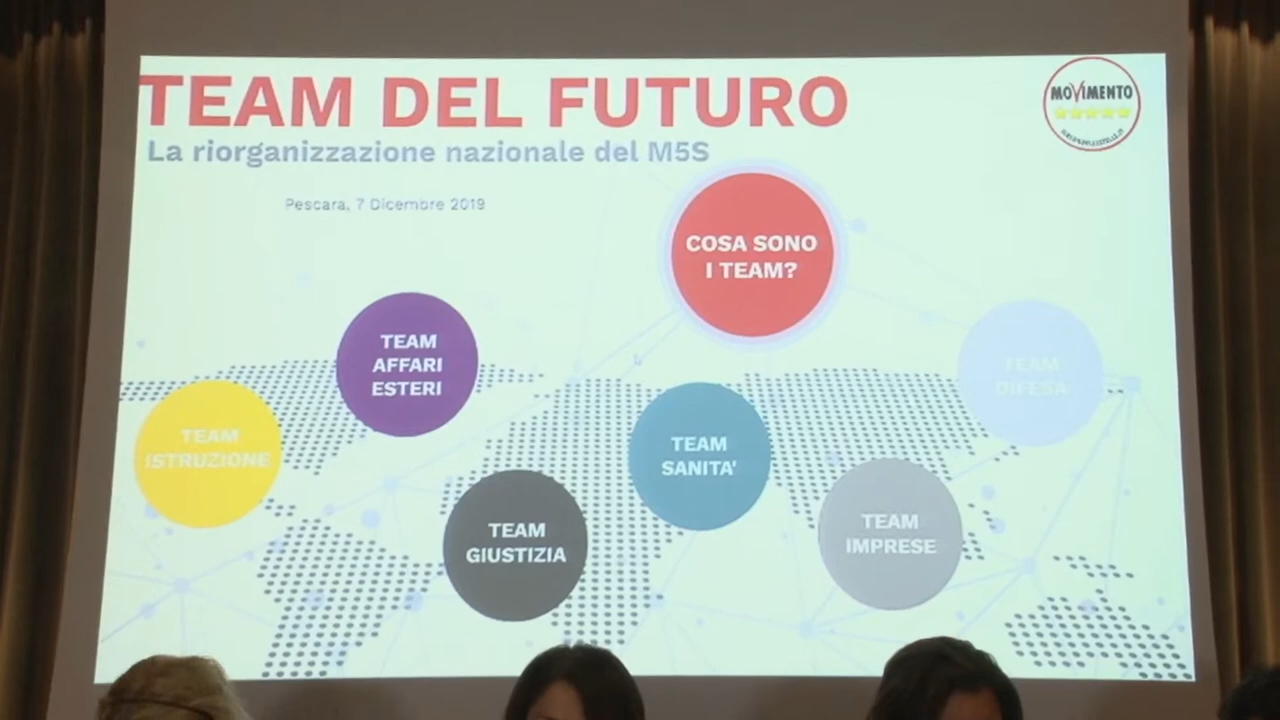 TEAM DEL FUTURO
La riorganizzazione nazionale del M5S
Pescara, 7 Dicembre 2019
MOVIMENTO
COSA SONO
I TEAM?
TEAM
AFFARI
ESTERI
TEAM
DIFESA
TEAM
ISTRUZIONE
TEAM
SANITA'
TEAM
GIUSTIZIA
TEAM
IMPRESE